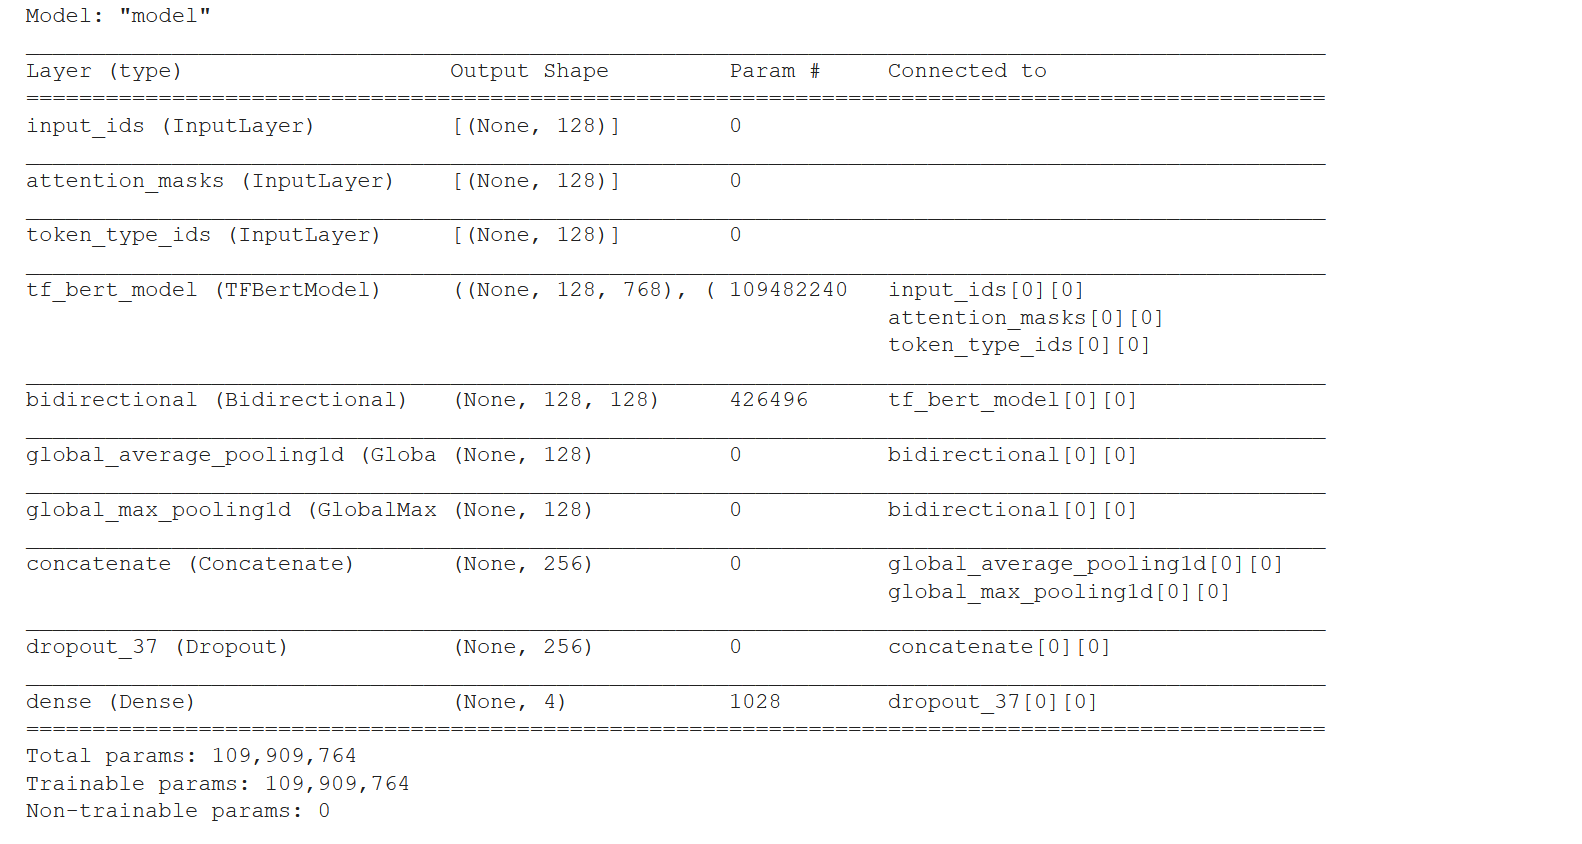 Model: "model"
Layer (type) Output Shape Param # Connected to
input_ids (InputLayer) [(None, 128)] 0
attention_masks (InputLayer) [(None, 128)] 0
token_type_ids (InputLayer) [(None, 128)] 0
tf_bert_model (TFBertModel) ((None, 128, 768), ( 109482240 input_ids[0][0]
attention_masks[0][0]
token_type_ids[0][0]
bidirectional (Bidirectional) (None, 128, 128) 426496 tf_bert_model[0][0]
global_average_pooling1d (Globa (None, 128) 0 bidirectional[0][0]
global_max_pooling1d (GlobalMax (None, 128) 0 bidirectional[0][0]
concatenate (Concatenate) (None, 256) 0 global_average_pooling1d[0][0]
global_max_pooling1d[0][0]
dropout_37 (Dropout) (None, 256) 0 concatenate[0][0]
dense (Dense) (None, 4) 1028 dropout_37[0][0]
Total params: 109,909,764
Trainable params: 109,909,764
Non-trainable params: 0